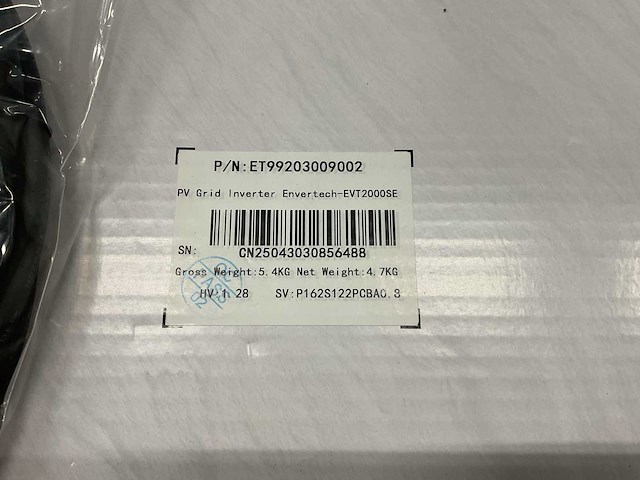 P/N:ET99203009002
PV Grid Inverter Envertech-EVT2000SE
SN:
CN25043030856488
Gross Weight:5.4KG Net Weight:4.7KG
HV:1.28 SV:P162S122PCBA0.3